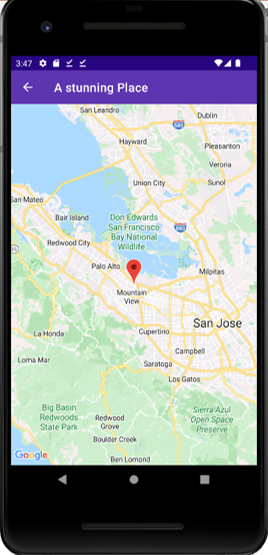 3:47
A stunning Place
San Leandro
Dublin
Hayward
Pleasanton
Verona
Union City
Sunol
San Mateo
Bair Island
Don Edwards
San Francisco
Bay National
Wildlife...
Redwood City
Palo Alto
Milpitas
Mountain
View
San Jose
La Honda
Cupertino
Campbell
Loma Mar
Saratoga
Los Gatos
Big Basin
Redwoods
State Park
Redwood
Grove
Sierra Azul
Open Space
Preserve
Boulder Creek
Google
Ben Lomond